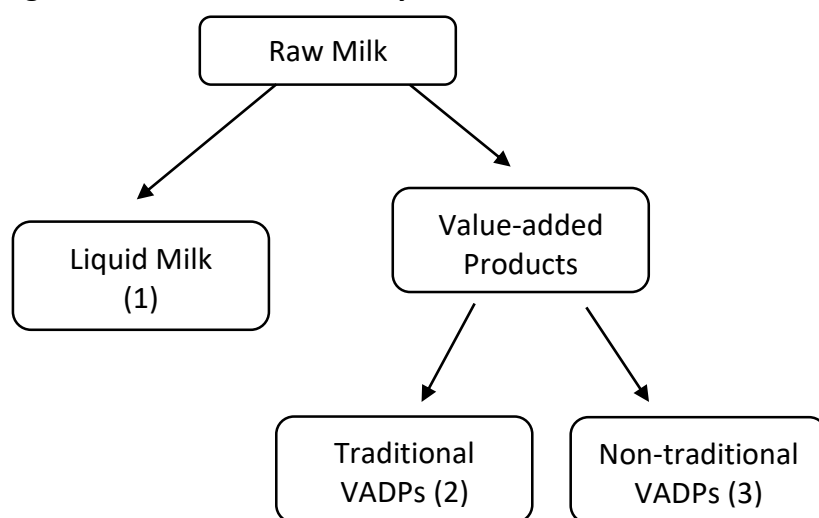 Raw Milk
Value-added
Products
Liquid Milk
(1)
Traditional
VADPs (2)
Non-traditional
VADPs (3)